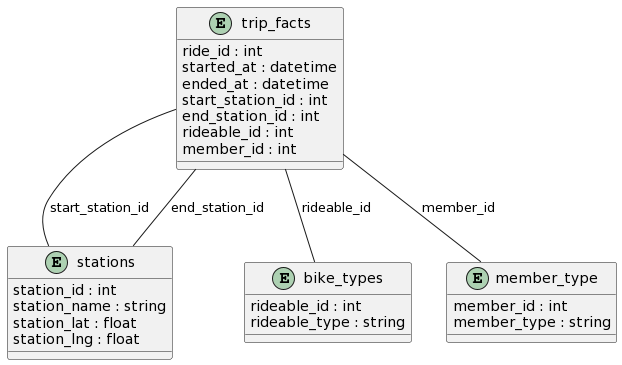 E trip_facts
ride_id : int
started_at : datetime
ended_at : datetime
start_station_id : int
end_station_id : int
rideable_id : int
member_id : int
start_station_id
end_station_id
rideable_id
member_id
E stations
station_id : int
station_name : string
station_lat : float
station_lng : float
E bike_types
rideable_id : int
rideable_type : string
E member_type
member_id : int
member_type : string